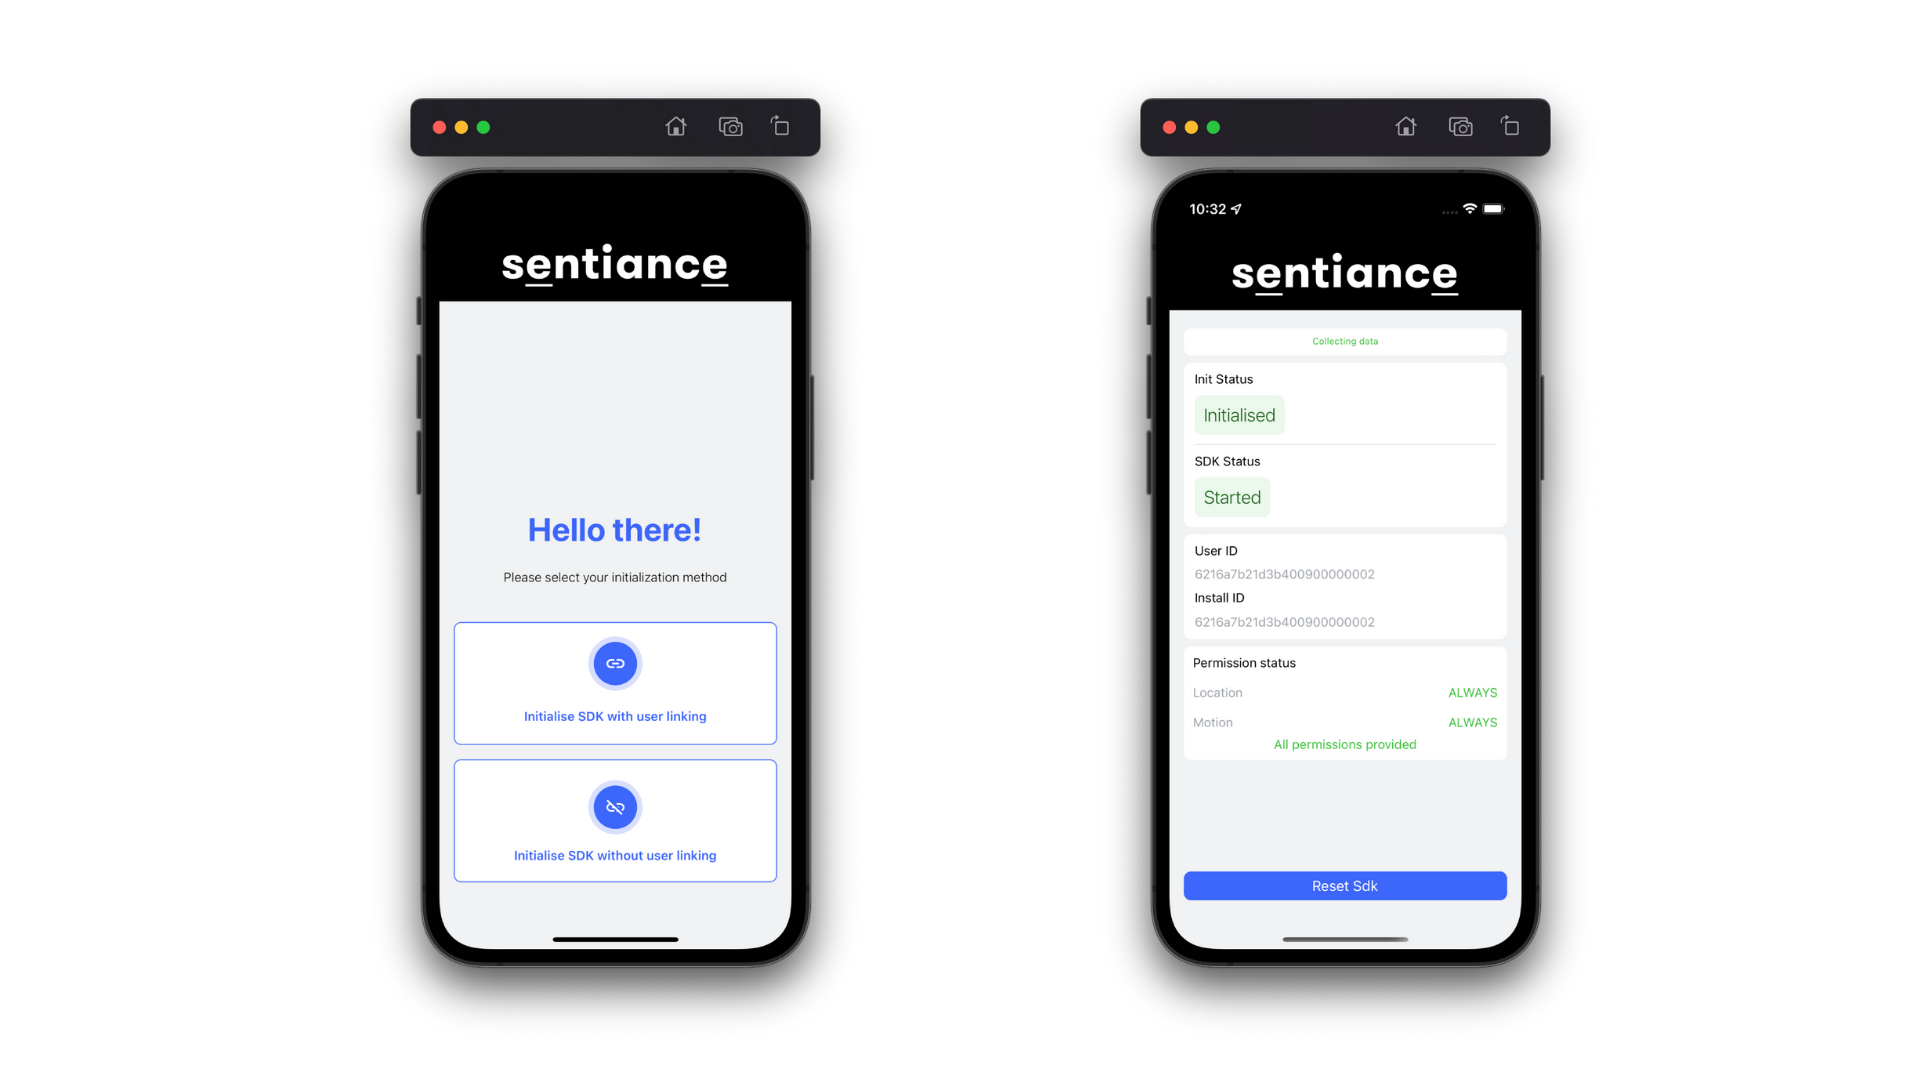 sentiance
Hello there!
Please select your initialization method
Initialise SDK with user linking
Initialise SDK without user linking
10:32
sentiance
Collecting data
Init Status
Initialised
SDK Status
Started
User ID
6216a7b21d3b400900000002
Install ID
6216a7b21d3b400900000002
Permission status
Location ALWAYS
Motion ALWAYS
All permissions provided
Reset Sdk